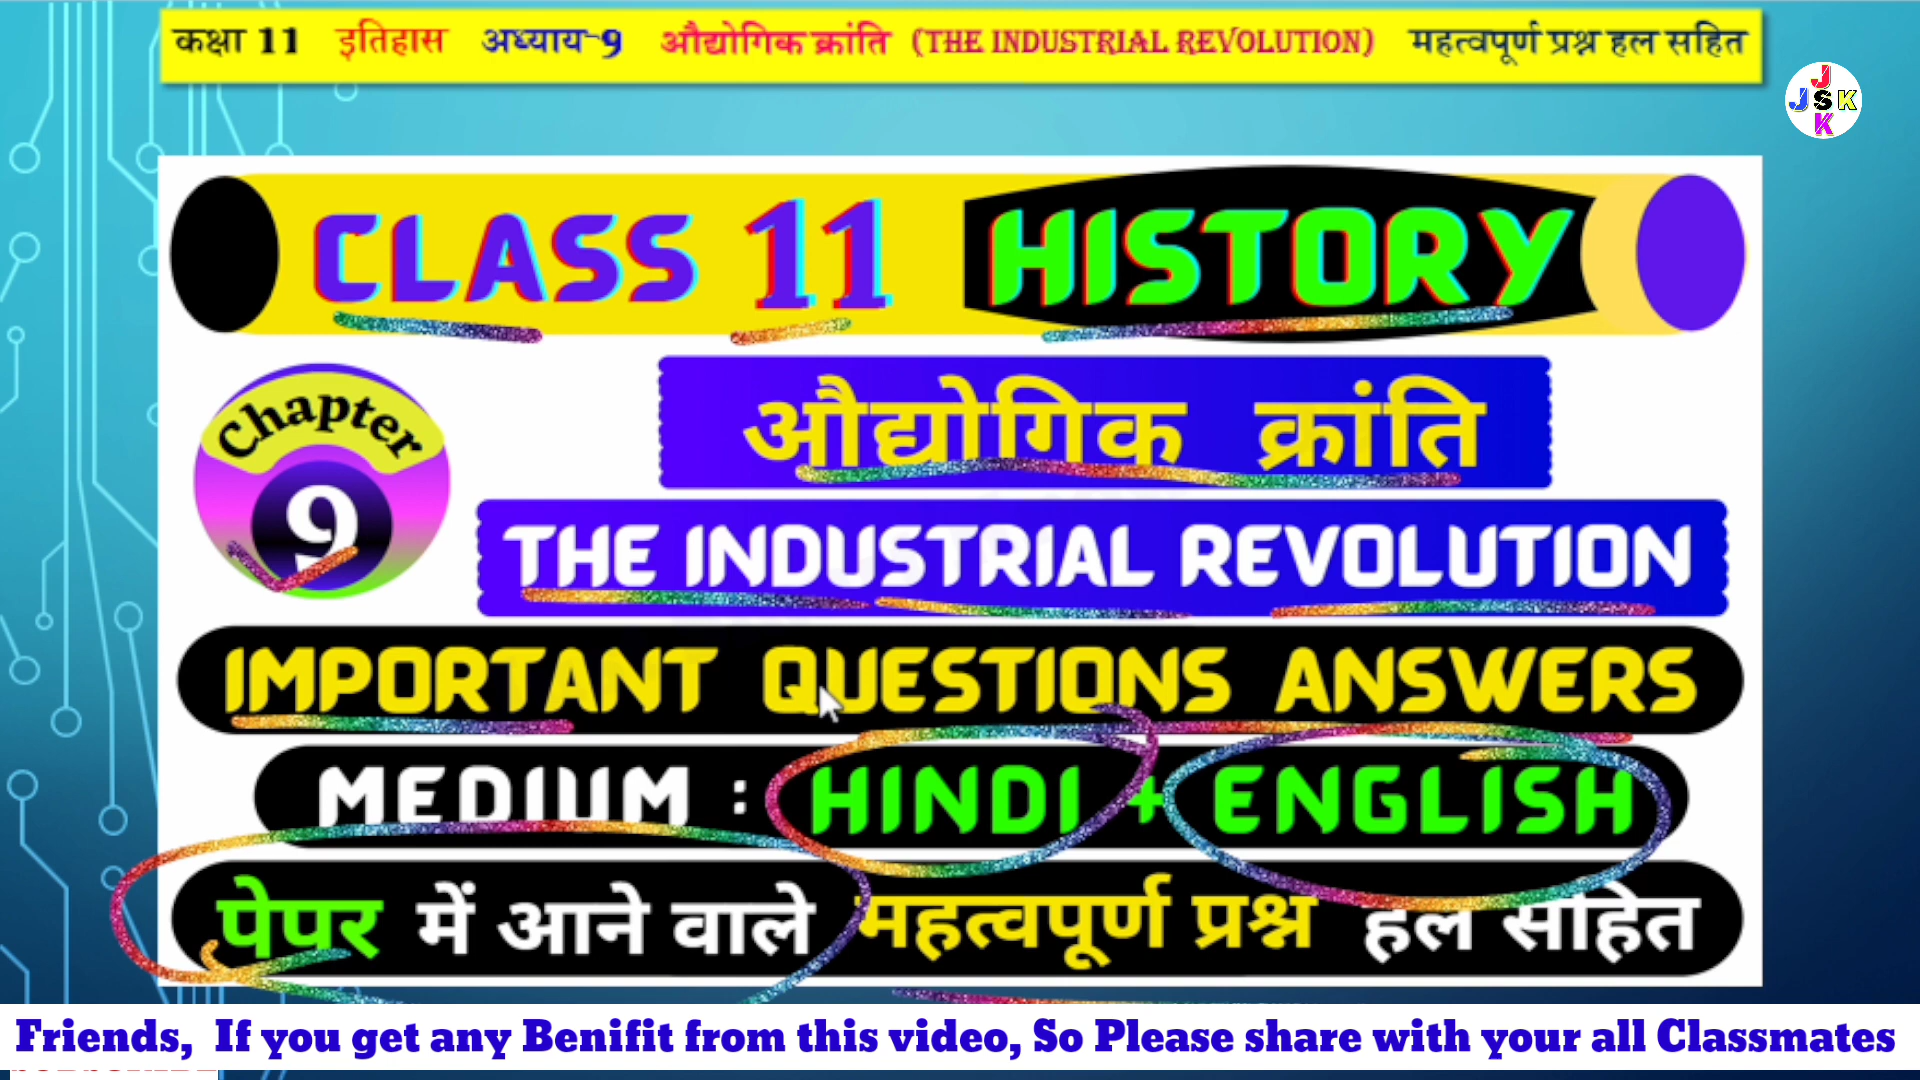 कक्षा 11 इतिहास अध्याय-9 औद्योगिक क्रांति (THE INDUSTRIAL REVOLUTION) महत्वपूर्ण प्रश्न हल सहित
J
J S K
K
CLASS 11 HISTORY
Chapter
9
औद्योगिक क्रांति
THE INDUSTRIAL REVOLUTION
IMPORTANT QUESTIONS ANSWERS
MEDIUM : HINDI + ENGLISH
पेपर में आने वाले महत्वपूर्ण प्रश्न हल सहित
Friends, If you get any Benifit from this video, So Please share with your all Classmates